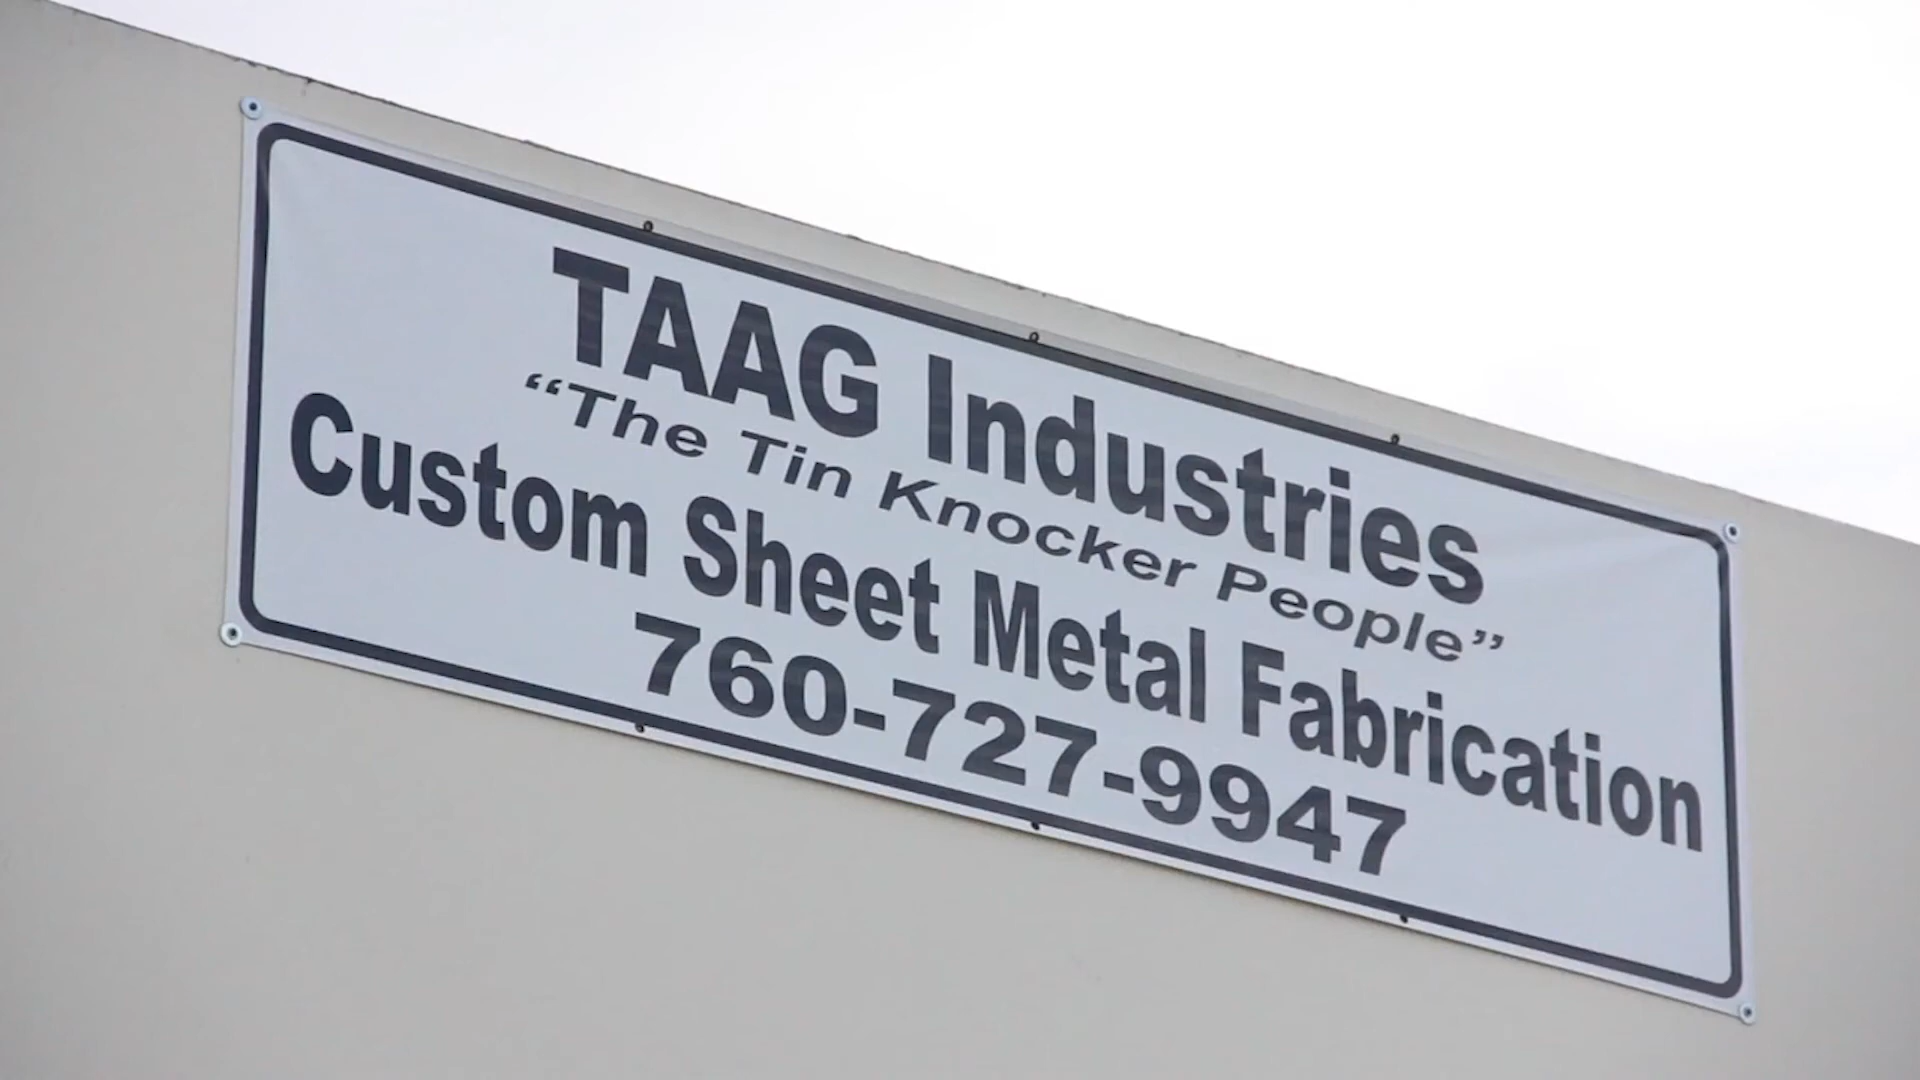 TAAG Industries
“The Tin Knocker People”
Custom Sheet Metal Fabrication
760-727-9947